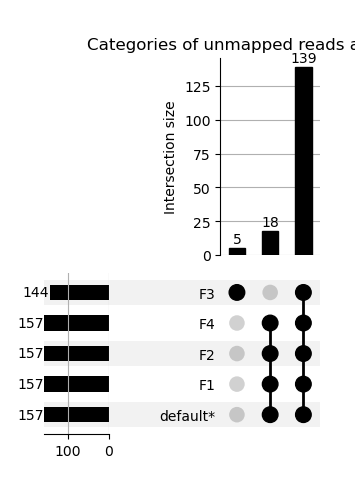 Categories of unmapped reads a
139
125
100
75
50
25
0
Intersection size
5
18
144 F3
157 F4
157 F2
157 F1
157 default*
100 0